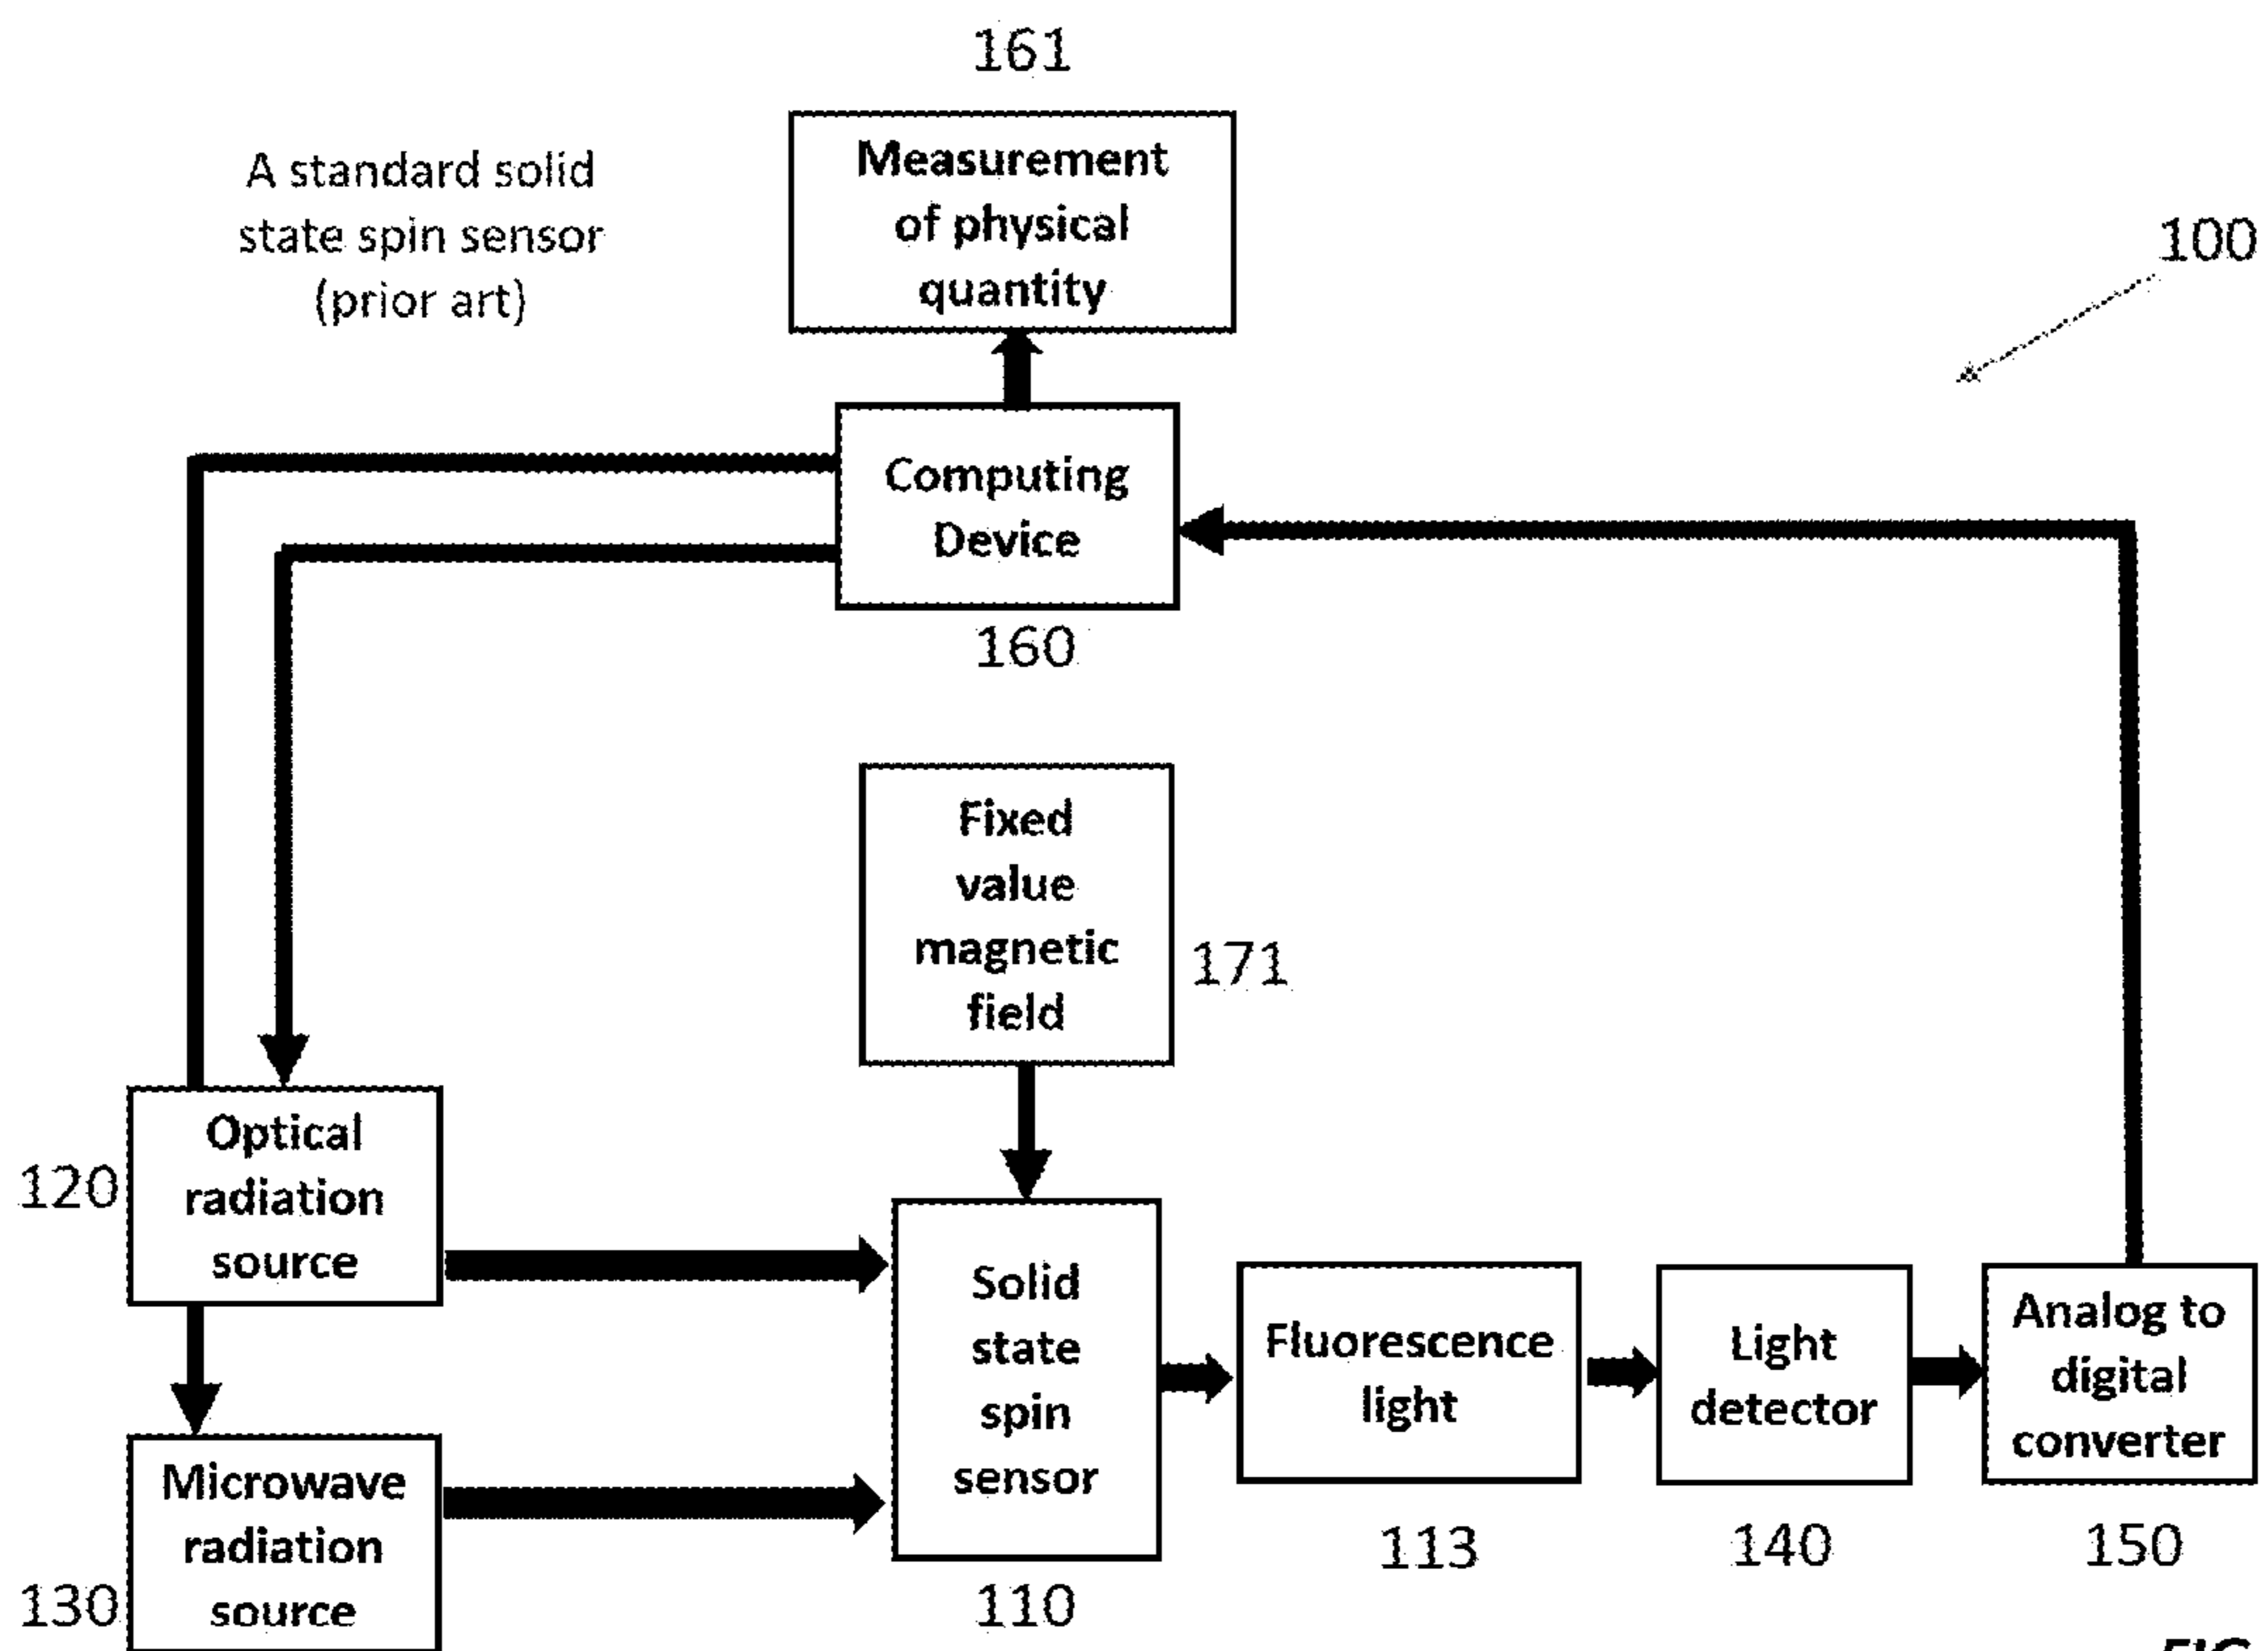 161
A standard solid
state spin sensor
(prior art)
Measurement
of physical
quantity
100
Computing
Device
160
Fixed
value
magnetic
field
171
120
Optical
radiation
source
130
Microwave
radiation
source
Solid
state
spin
sensor
110
Fluorescence
light
113
Light
detector
140
Analog to
digital
converter
150